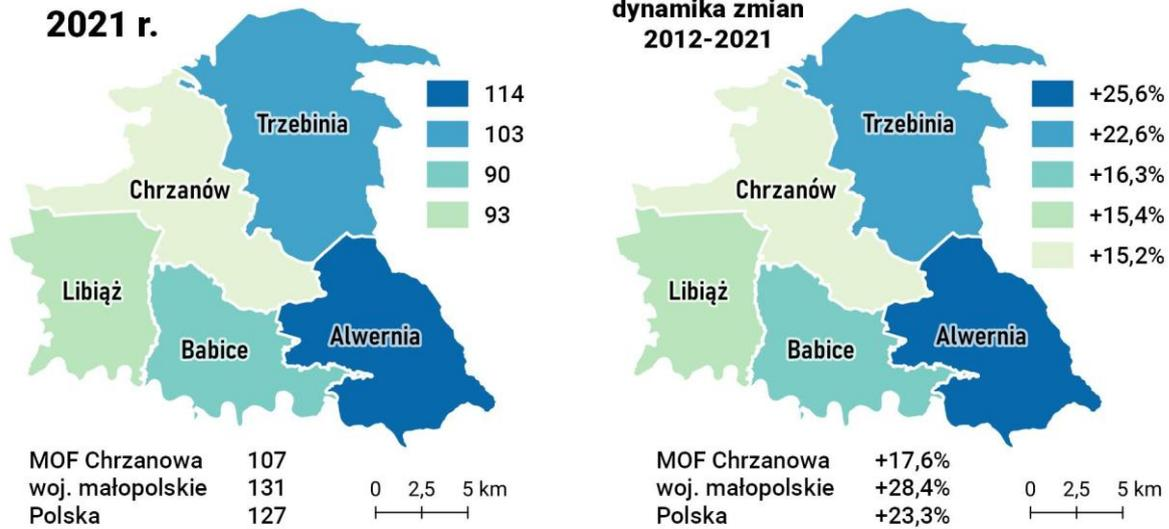 2021 r.
114
103
90
93
Trzebinia
Chrzanów
Libiąż
Babice
Alwernia
MOF Chrzanowa 107
woj. małopolskie 131
Polska 127
0 2,5 5 km
dynamika zmian
2012-2021
+25,6%
+22,6%
+16,3%
+15,4%
+15,2%
Trzebinia
Chrzanów
Libiąż
Babice
Alwernia
MOF Chrzanowa +17,6%
woj. małopolskie +28,4%
Polska +23,3%
0 2,5 5 km